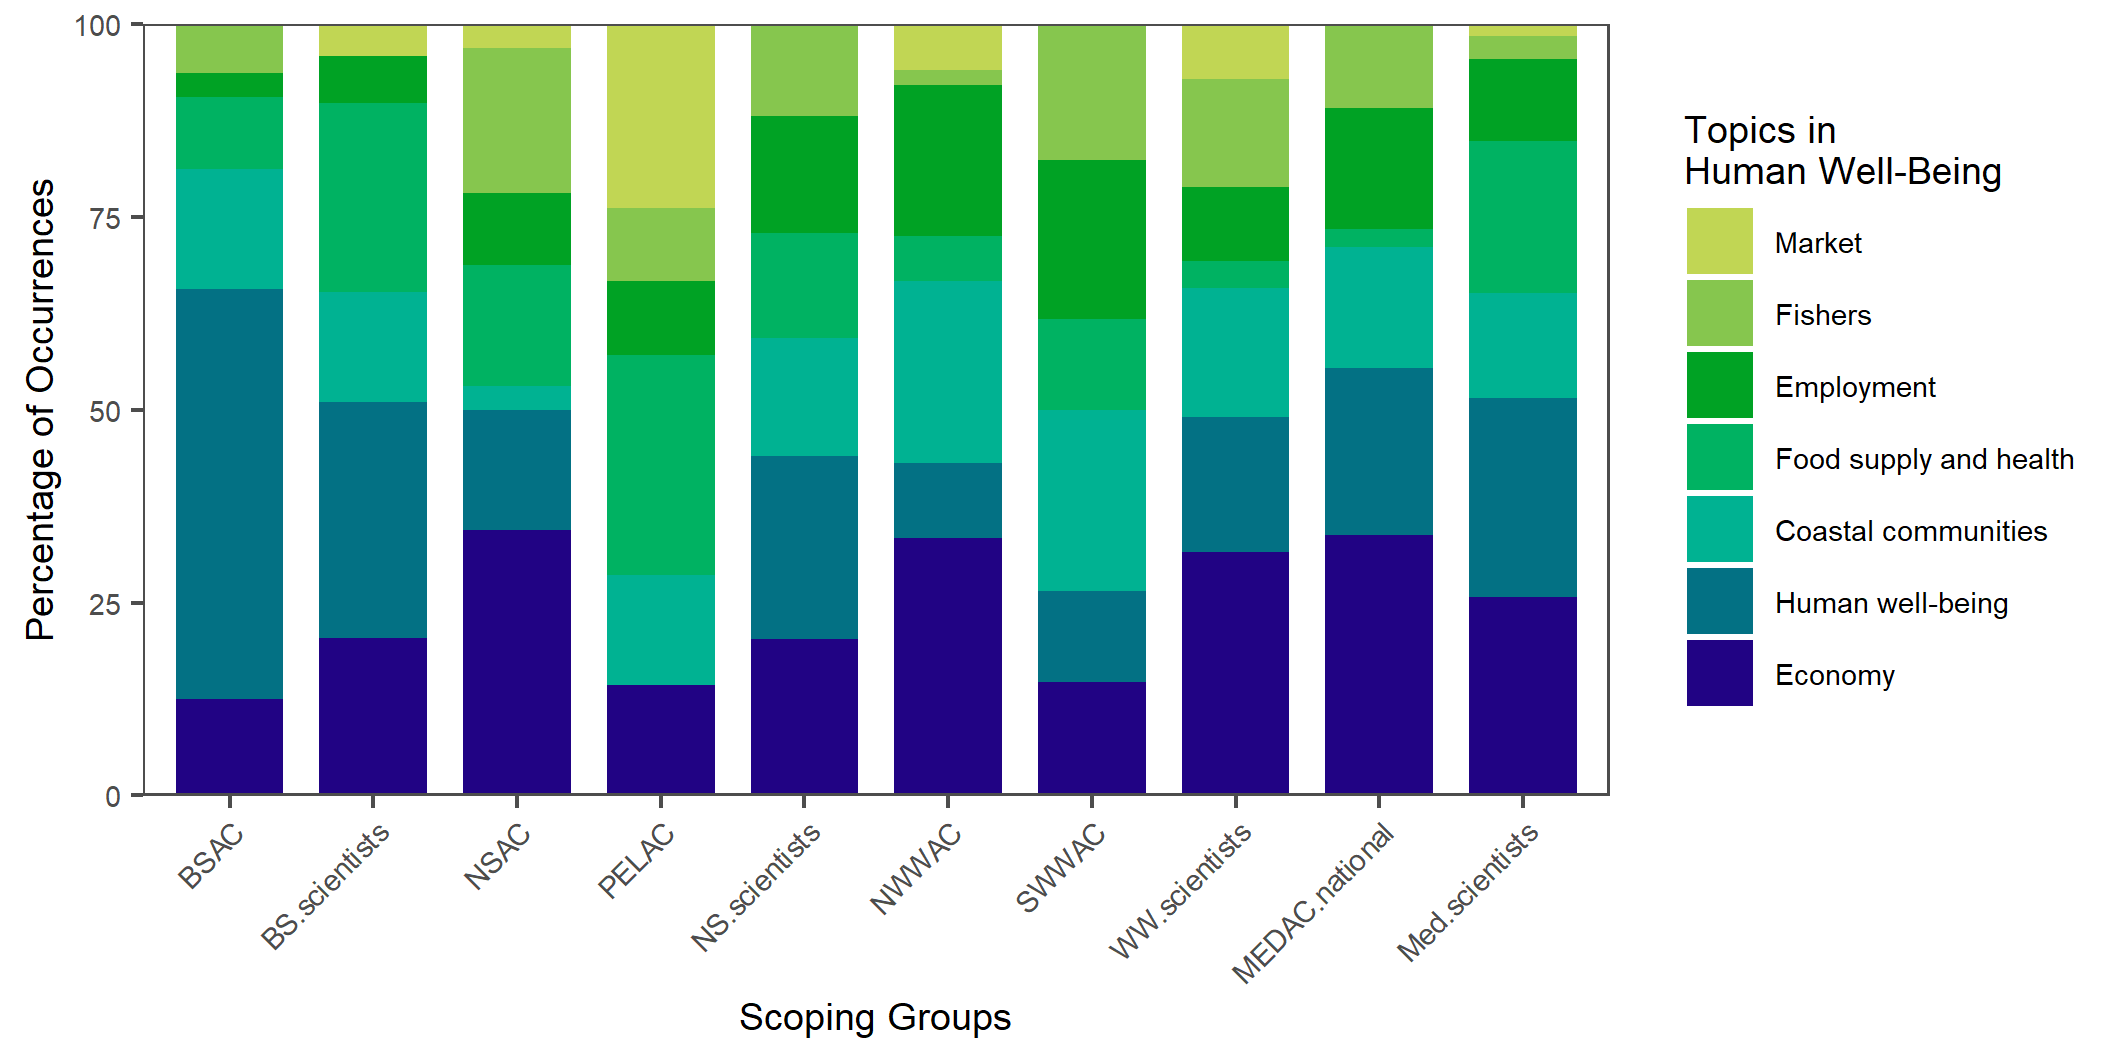 100
75
50
25
0
Percentage of Occurrences
BSAC
BS.scientists
NSAC
PELAC
NS.scientists
NWWAC
SWWAC
WW.scientists
MEDAC.national
Med.scientists
Scoping Groups
Topics in
Human Well-Being
Market
Fishers
Employment
Food supply and health
Coastal communities
Human well-being
Economy